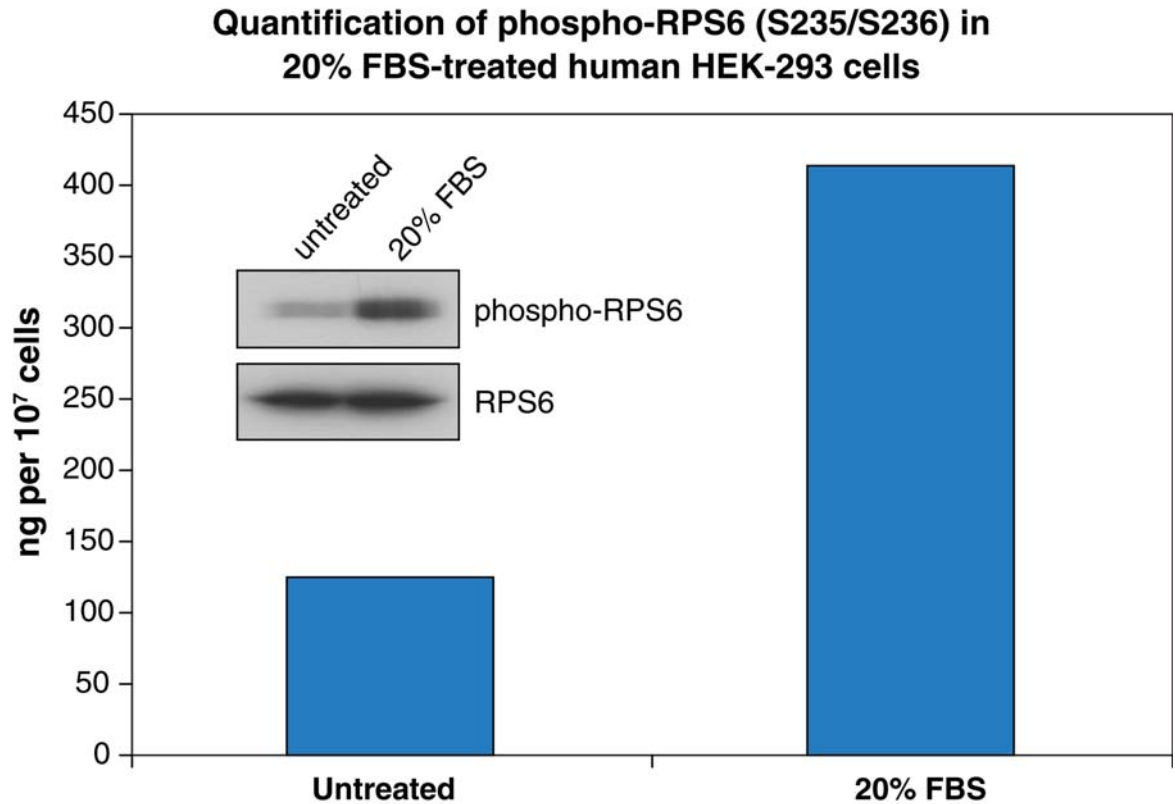 Quantification of phospho-RPS6 (S235/S236) in
20% FBS-treated human HEK-293 cells
ng per 10⁷ cells
450
400
350
300
250
200
150
100
50
0
untreated
20% FBS
phospho-RPS6
RPS6
Untreated
20% FBS